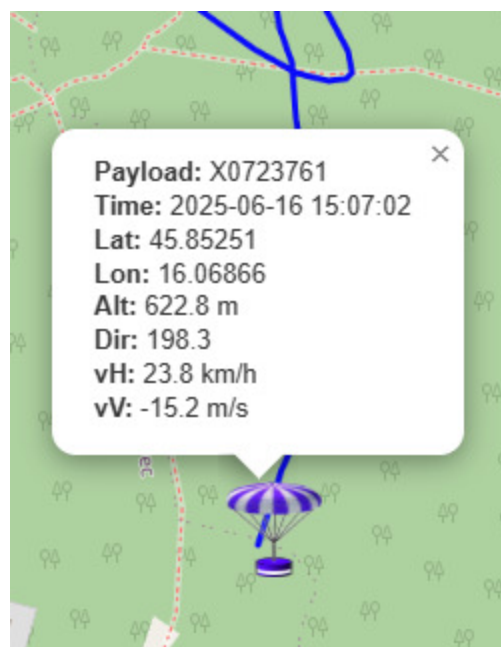 Payload: X0723761
Time: 2025-06-16 15:07:02
Lat: 45.85251
Lon: 16.06866
Alt: 622.8 m
Dir: 198.3
vH: 23.8 km/h
vV: -15.2 m/s
ec